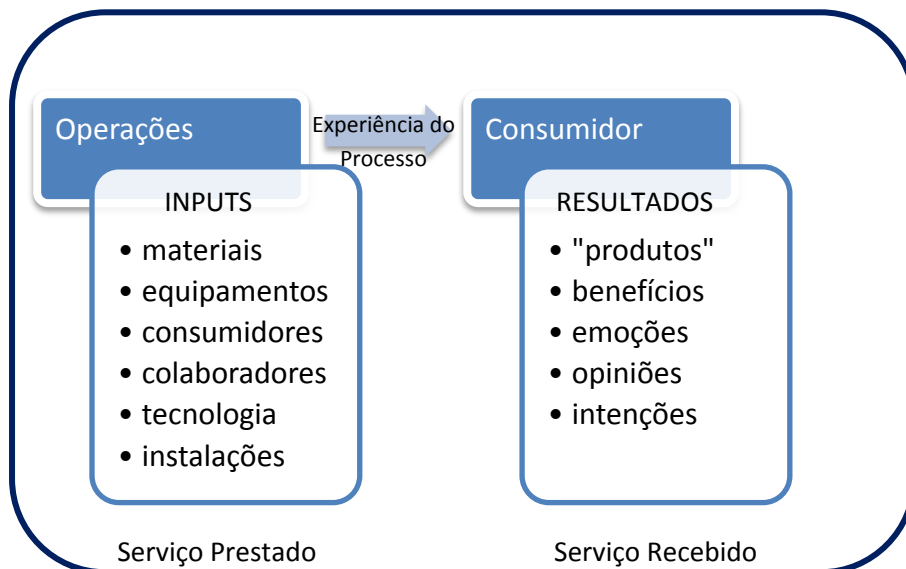 Operações
Experiência do
Processo
Consumidor
INPUTS
• materiais
• equipamentos
• consumidores
• colaboradores
• tecnologia
• instalações
RESULTADOS
• "produtos"
• benefícios
• emoções
• opiniões
• intenções
Serviço Prestado
Serviço Recebido